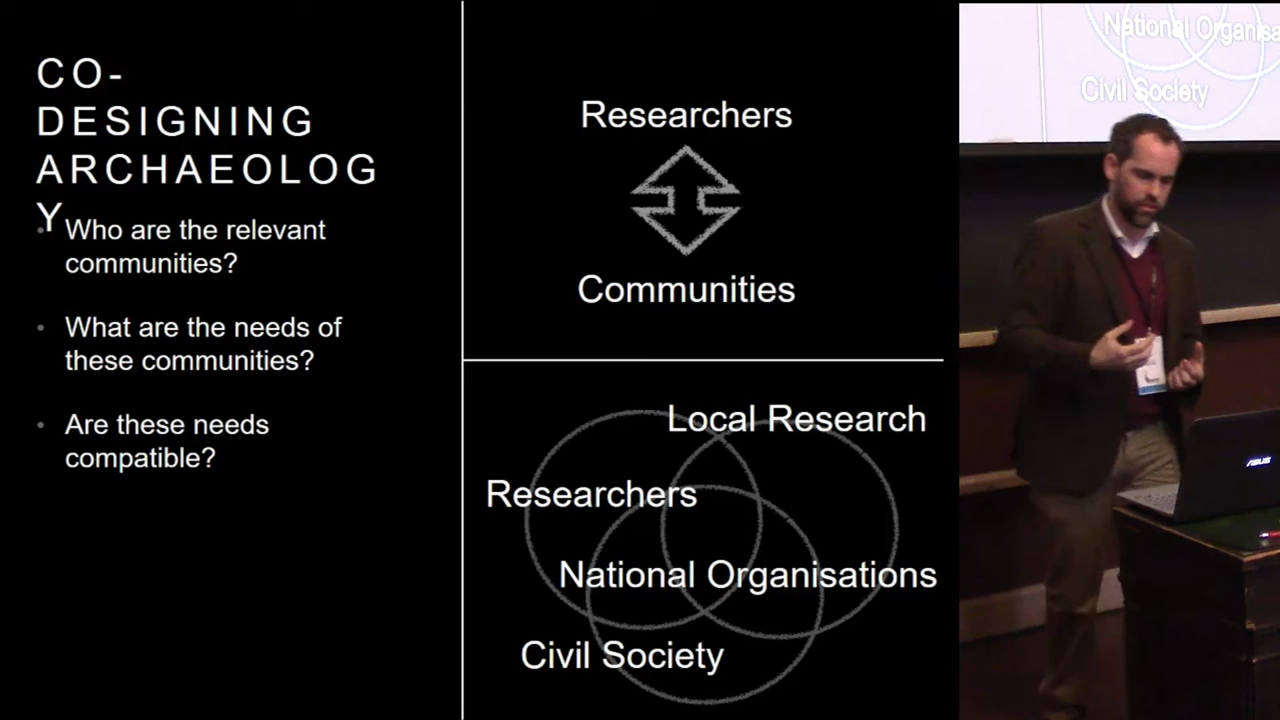 CO-
DESIGNING
ARCHAEOLOG
Y
• Who are the relevant
communities?
• What are the needs of
these communities?
• Are these needs
compatible?
Researchers
Communities
Local Research
Researchers
National Organisations
Civil Society
National Organisa
Civil Society
ASUS